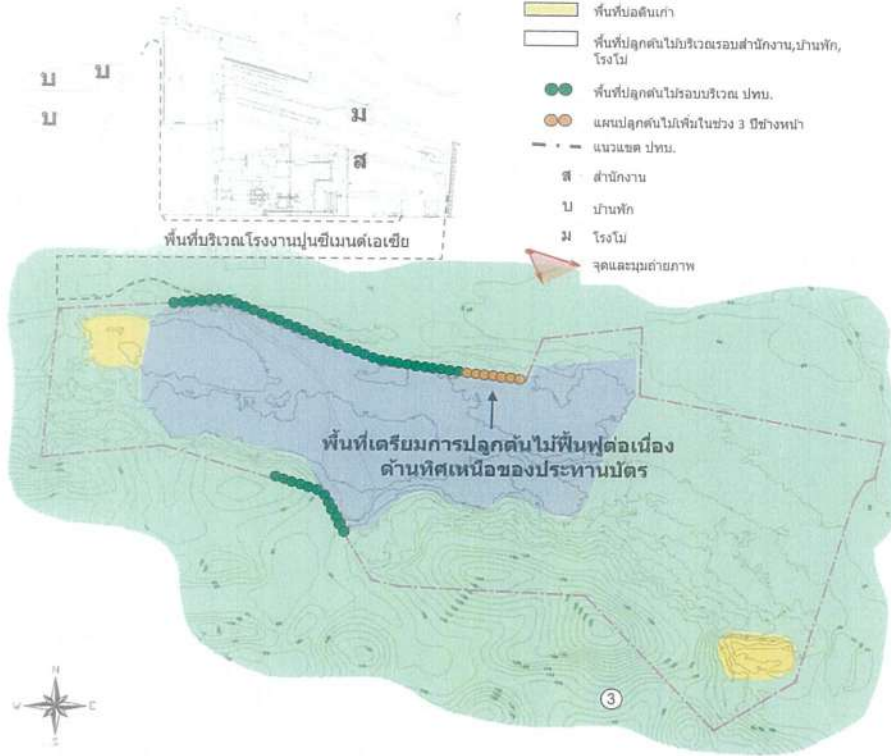 พื้นที่บ่อดินเก่า
พื้นที่ปลูกต้นไม้บริเวณรอบสำนักงาน,บ้านพัก,
โรงโม่
พื้นที่ปลูกต้นไม้รอบบริเวณ ปทบ.
แผนปลูกต้นไม้เพิ่มในช่วง 3 ปีข้างหน้า
แนวเขต ปทบ.
ส สำนักงาน
บ บ้านพัก
ม โรงโม่
จุดและมุมถ่ายภาพ
บ บ
บ
ม
ส
พื้นที่บริเวณโรงงานปูนซีเมนต์เอเซีย
พื้นที่เตรียมการปลูกต้นไม้ฟื้นฟูต่อเนื่อง
ด้านทิศเหนือของประทานบัตร
3
N
W E
S